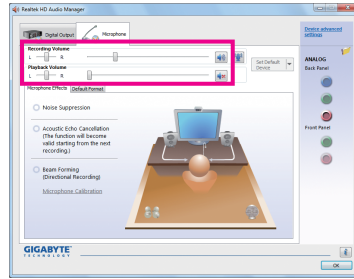 Realtek HD Audio Manager
Digital Output
Microphone
Device advanced settings
Recording Volume
L R
Set Default Device
Playback Volume
L R
ANALOG
Back Panel
Microphone Effects Default Format
Noise Suppression
Acoustic Echo Cancellation
(The function will become
valid starting from the next
recording.)
Front Panel
Beam Forming
(Directional Recording)
Microphone Calibration
GIGABYTE
TECHNOLOGY
OK